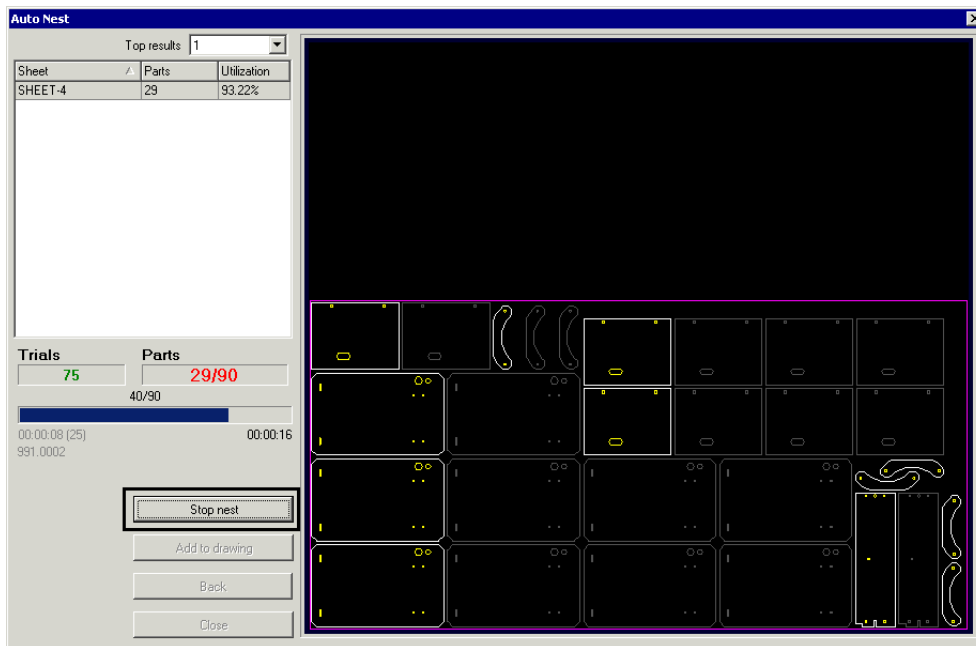 Auto Nest
Top results 1
Sheet Parts Utilization
SHEET-4 29 93.22%
Trials Parts
75 29/90
40/90
00:00:08 (25) 00:00:16
991.0002
Stop nest
Add to drawing
Back
Close